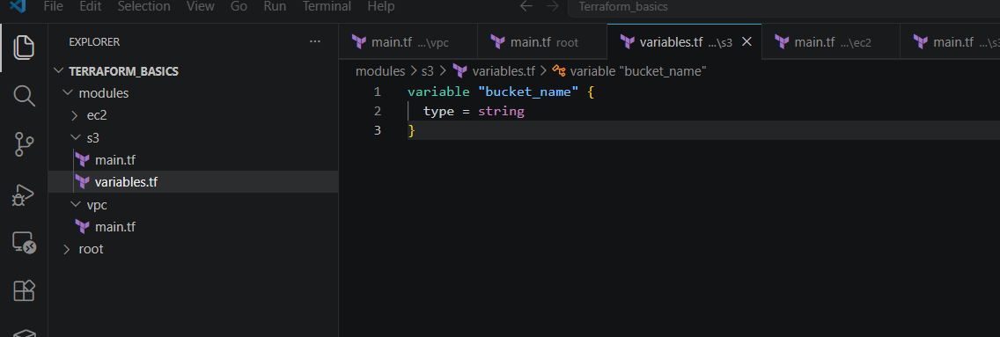 File Edit Selection View Go Run Terminal Help
Terraform_basics
EXPLORER
TERRAFORM_BASICS
modules
ec2
s3
main.tf
variables.tf
vpc
main.tf
root
main.tf ...\vpc
main.tf root
variables.tf ...\s3
main.tf ...\ec2
main.tf ...\s3
modules > s3 > variables.tf > variable "bucket_name"
1 variable "bucket_name" {
2 type = string
3 }